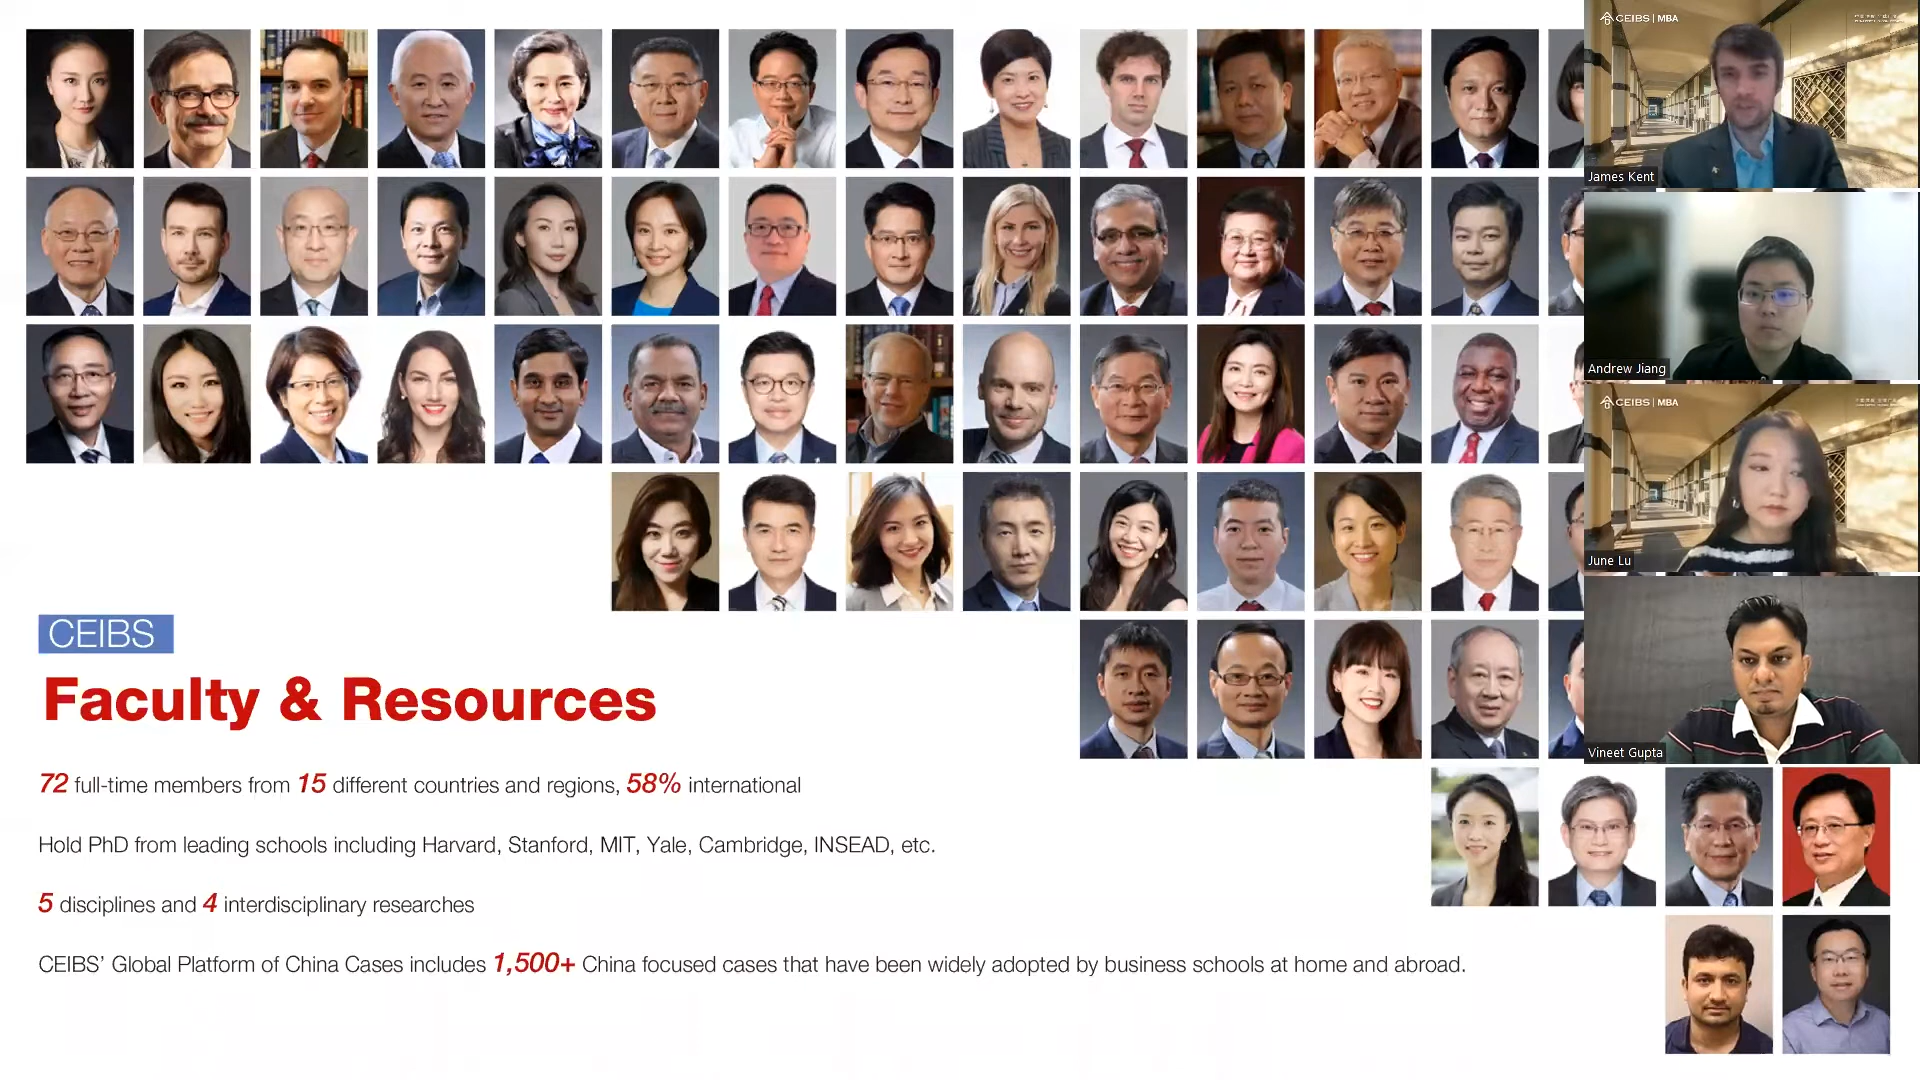 CEIBS | MBA
James Kent
Andrew Jiang
CEIBS | MBA
June Lu
Vineet Gupta
CEIBS
Faculty & Resources
72 full-time members from 15 different countries and regions, 58% international
Hold PhD from leading schools including Harvard, Stanford, MIT, Yale, Cambridge, INSEAD, etc.
5 disciplines and 4 interdisciplinary researches
CEIBS’ Global Platform of China Cases includes 1,500+ China focused cases that have been widely adopted by business schools at home and abroad.